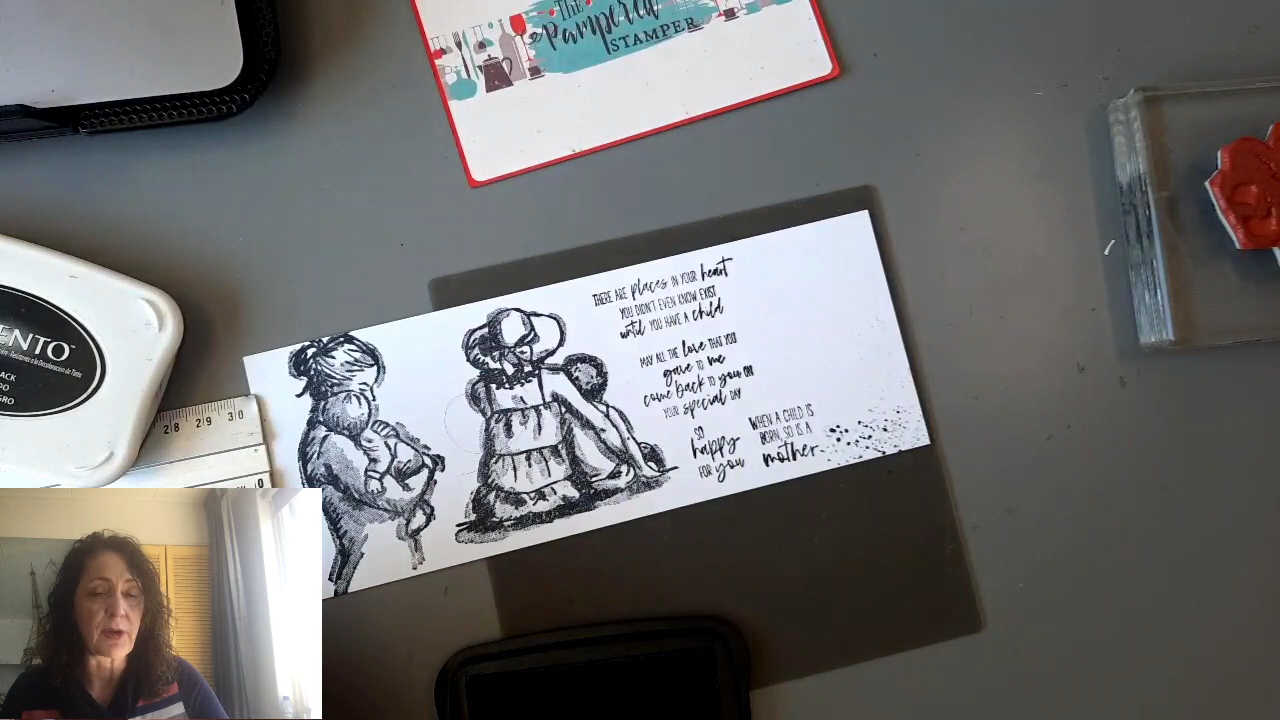 The
Pampered
STAMPER
THERE ARE places IN YOUR heart
YOU DIDN'T EVEN KNOW EXIST
until YOU HAVE A child
MAY ALL THE love THAT YOU
gave TO me
come back TO you ON
YOUR special DAY
SO
happy
FOR you
WHEN A CHILD IS
BORN, SO IS A
mother
ENTO
28 29 30